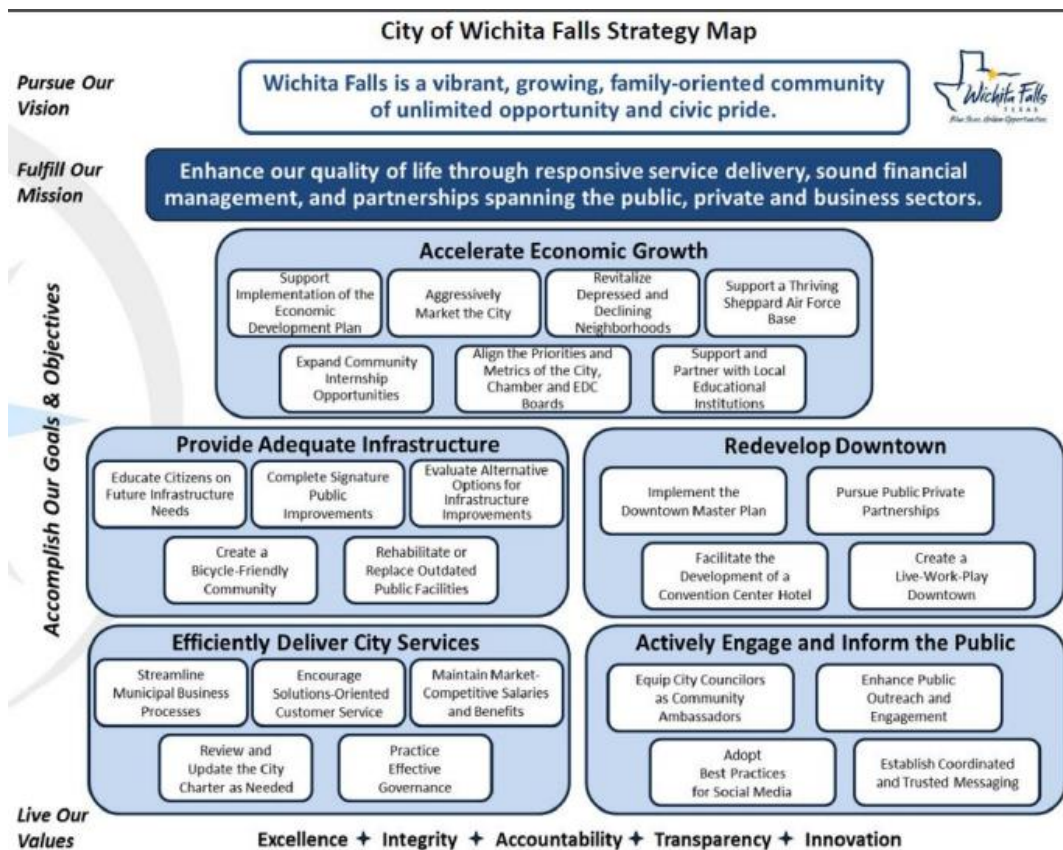 City of Wichita Falls Strategy Map
Pursue Our
Vision
Wichita Falls is a vibrant, growing, family-oriented community
of unlimited opportunity and civic pride.
Wichita Falls
TEXAS
Blue Skies. Golden Opportunities.
Fulfill Our
Mission
Enhance our quality of life through responsive service delivery, sound financial
management, and partnerships spanning the public, private and business sectors.
Accomplish Our Goals & Objectives
Accelerate Economic Growth
Support
Implementation of the
Economic
Development Plan
Aggressively
Market the City
Revitalize
Depressed and
Declining
Neighborhoods
Support a Thriving
Sheppard Air Force
Base
Expand Community
Internship
Opportunities
Align the Priorities and
Metrics of the City,
Chamber and EDC
Boards
Support and
Partner with Local
Educational
Institutions
Provide Adequate Infrastructure
Educate Citizens on
Future Infrastructure
Needs
Complete Signature
Public
Improvements
Evaluate Alternative
Options for
Infrastructure
Improvements
Create a
Bicycle-Friendly
Community
Rehabilitate or
Replace Outdated
Public Facilities
Redevelop Downtown
Implement the
Downtown Master Plan
Pursue Public Private
Partnerships
Facilitate the
Development of a
Convention Center Hotel
Create a
Live-Work-Play
Downtown
Efficiently Deliver City Services
Streamline
Municipal Business
Processes
Encourage
Solutions-Oriented
Customer Service
Maintain Market-
Competitive Salaries
and Benefits
Review and
Update the City
Charter as Needed
Practice
Effective
Governance
Actively Engage and Inform the Public
Equip City Councilors
as Community
Ambassadors
Enhance Public
Outreach and
Engagement
Adopt
Best Practices
for Social Media
Establish Coordinated
and Trusted Messaging
Live Our
Values
Excellence ✦ Integrity ✦ Accountability ✦ Transparency ✦ Innovation